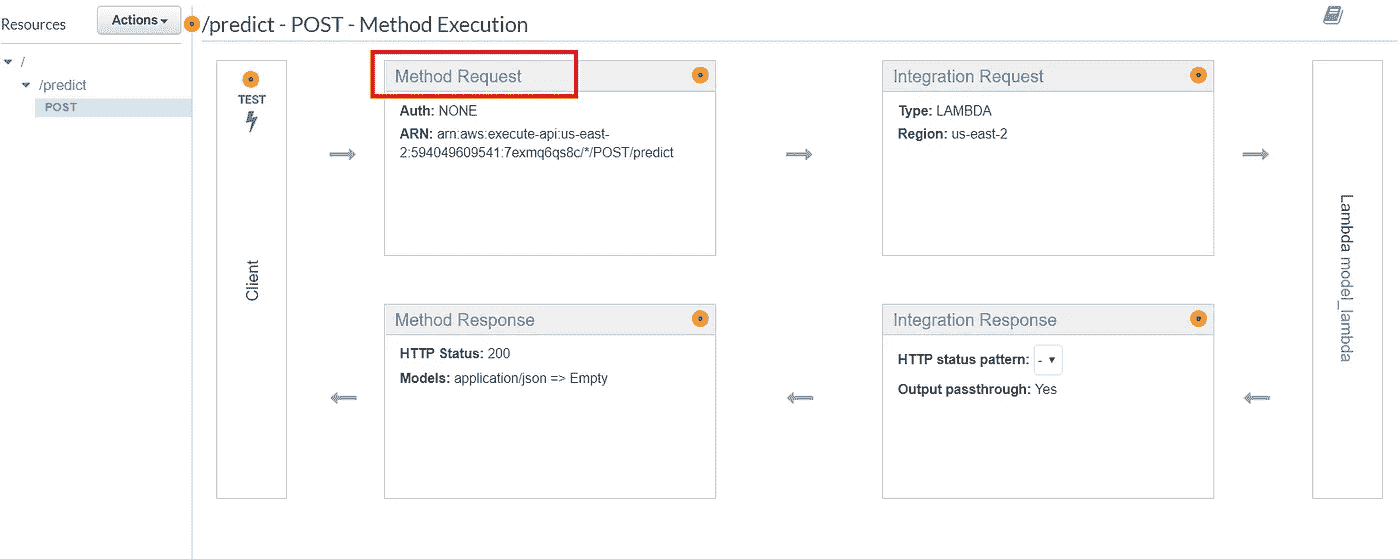 Resources
Actions
/predict - POST - Method Execution
/
/predict
POST
TEST
Client
Method Request
Auth: NONE
ARN: arn:aws:execute-api:us-east-
2:594049609541:7exmq6qs8c/*/POST/predict
Integration Request
Type: LAMBDA
Region: us-east-2
Lambda model_lambda
Method Response
HTTP Status: 200
Models: application/json => Empty
Integration Response
HTTP status pattern: -
Output passthrough: Yes